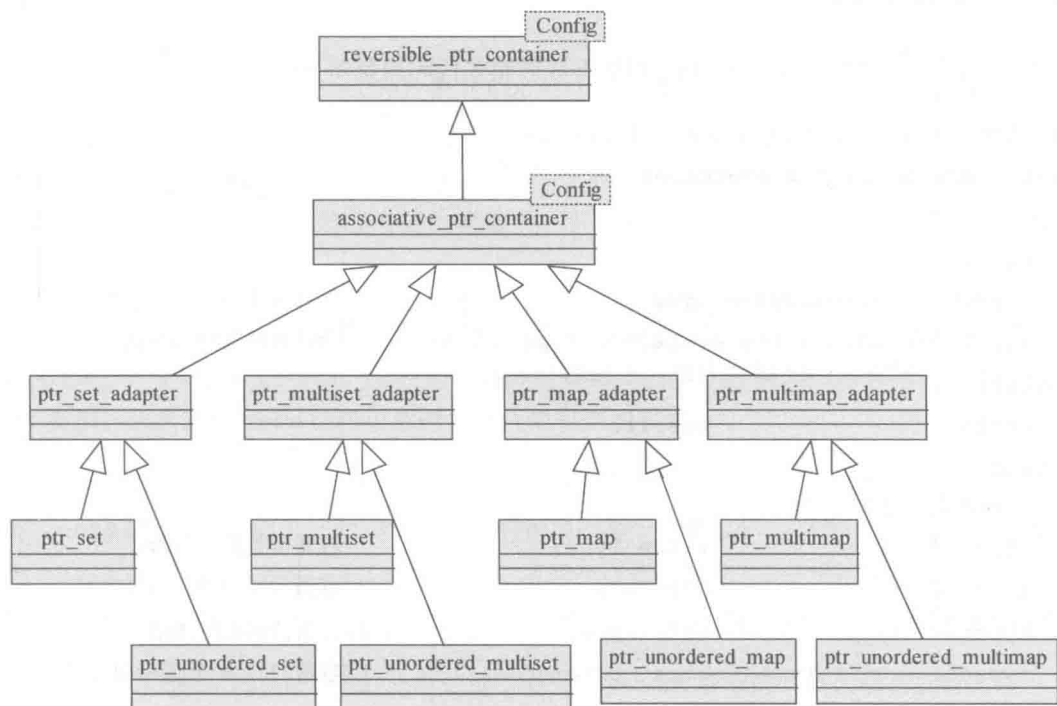 Config
reversible_ptr_container
Config
associative_ptr_container
ptr_set_adapter
ptr_multiset_adapter
ptr_map_adapter
ptr_multimap_adapter
ptr_set
ptr_multiset
ptr_map
ptr_multimap
ptr_unordered_set
ptr_unordered_multiset
ptr_unordered_map
ptr_unordered_multimap